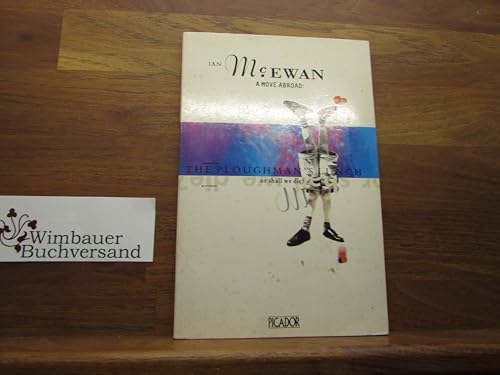 IAN McEWAN
A MOVE ABROAD:
THE PLOUGHMAN'S LUNCH
or shall we die?
PICADOR
Wimbauer
Buchversand